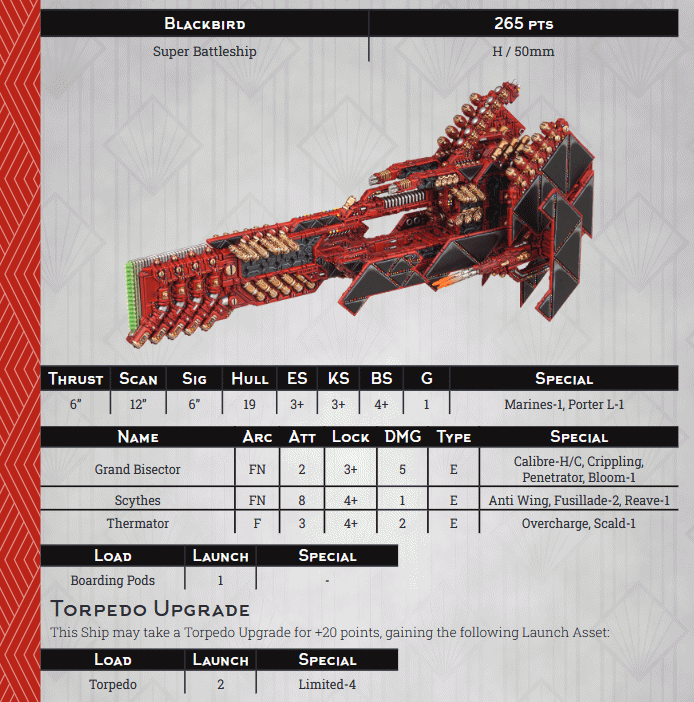 Blackbird 265 pts
Super Battleship H / 50mm
Thrust Scan Sig Hull ES KS BS G Special
6" 12" 6" 19 3+ 3+ 4+ 1 Marines-1, Porter L-1
Name Arc Att Lock DMG Type Special
Grand Bisector FN 2 3+ 5 E Calibre-H/C, Crippling,
Penetrator, Bloom-1
Scythes FN 8 4+ 1 E Anti Wing, Fusillade-2, Reave-1
Thermator F 3 4+ 2 E Overcharge, Scald-1
Load Launch Special
Boarding Pods 1 -
Torpedo Upgrade
This Ship may take a Torpedo Upgrade for +20 points, gaining the following Launch Asset:
Load Launch Special
Torpedo 2 Limited-4